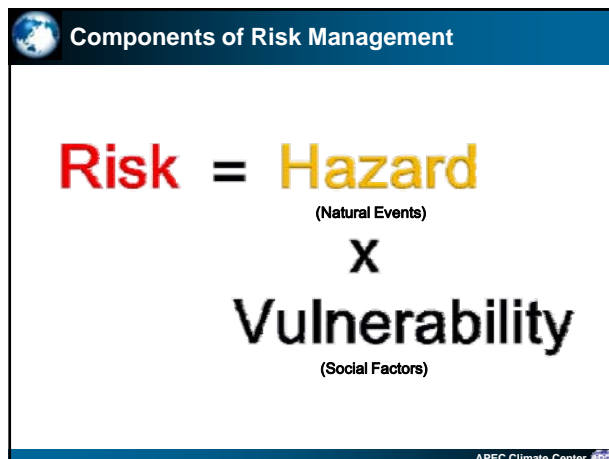 Components of Risk Management
Risk = Hazard
(Natural Events)
x
Vulnerability
(Social Factors)
APEC Climate Center